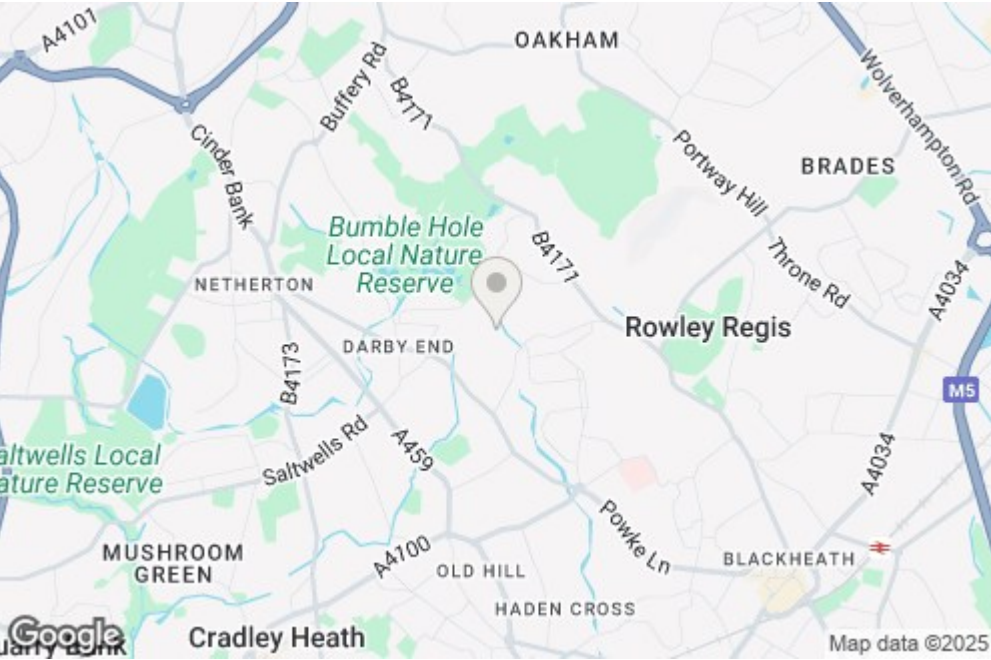 A4101
OAKHAM
Buffery Rd
B4171
Wolverhampton Rd
Cinder Bank
Portway Hill
BRADES
Bumble Hole
Local Nature
Reserve
B4171
Throne Rd
NETHERTON
A4034
Rowley Regis
DARBY END
B4173
M5
Saltwells Rd
A459
altwells Local
ature Reserve
A4034
Powke Ln
MUSHROOM
GREEN
A4100
OLD HILL
BLACKHEATH
HADEN CROSS
Cradley Heath
Google
Map data ©2025